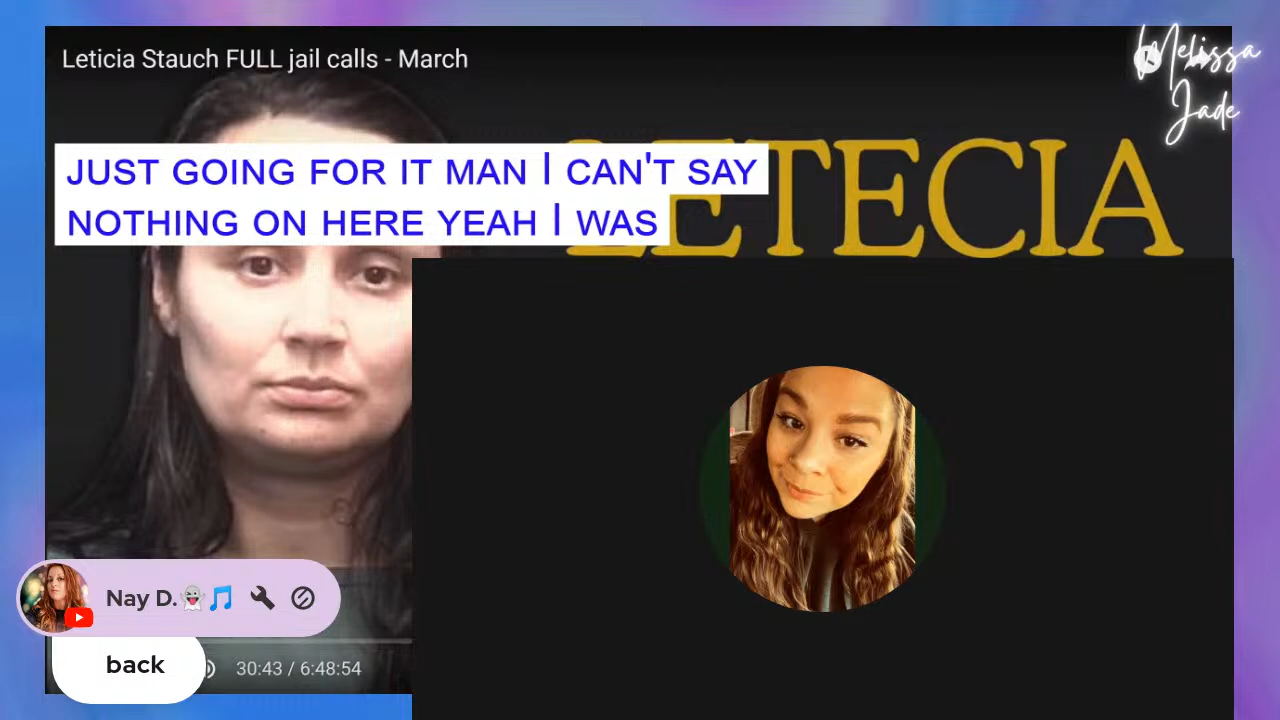 Leticia Stauch FULL jail calls - March
Melissa
Jade
LETECIA
JUST GOING FOR IT MAN I CAN'T SAY
NOTHING ON HERE YEAH I WAS
Nay D.👻🎵
back
30:43 / 6:48:54